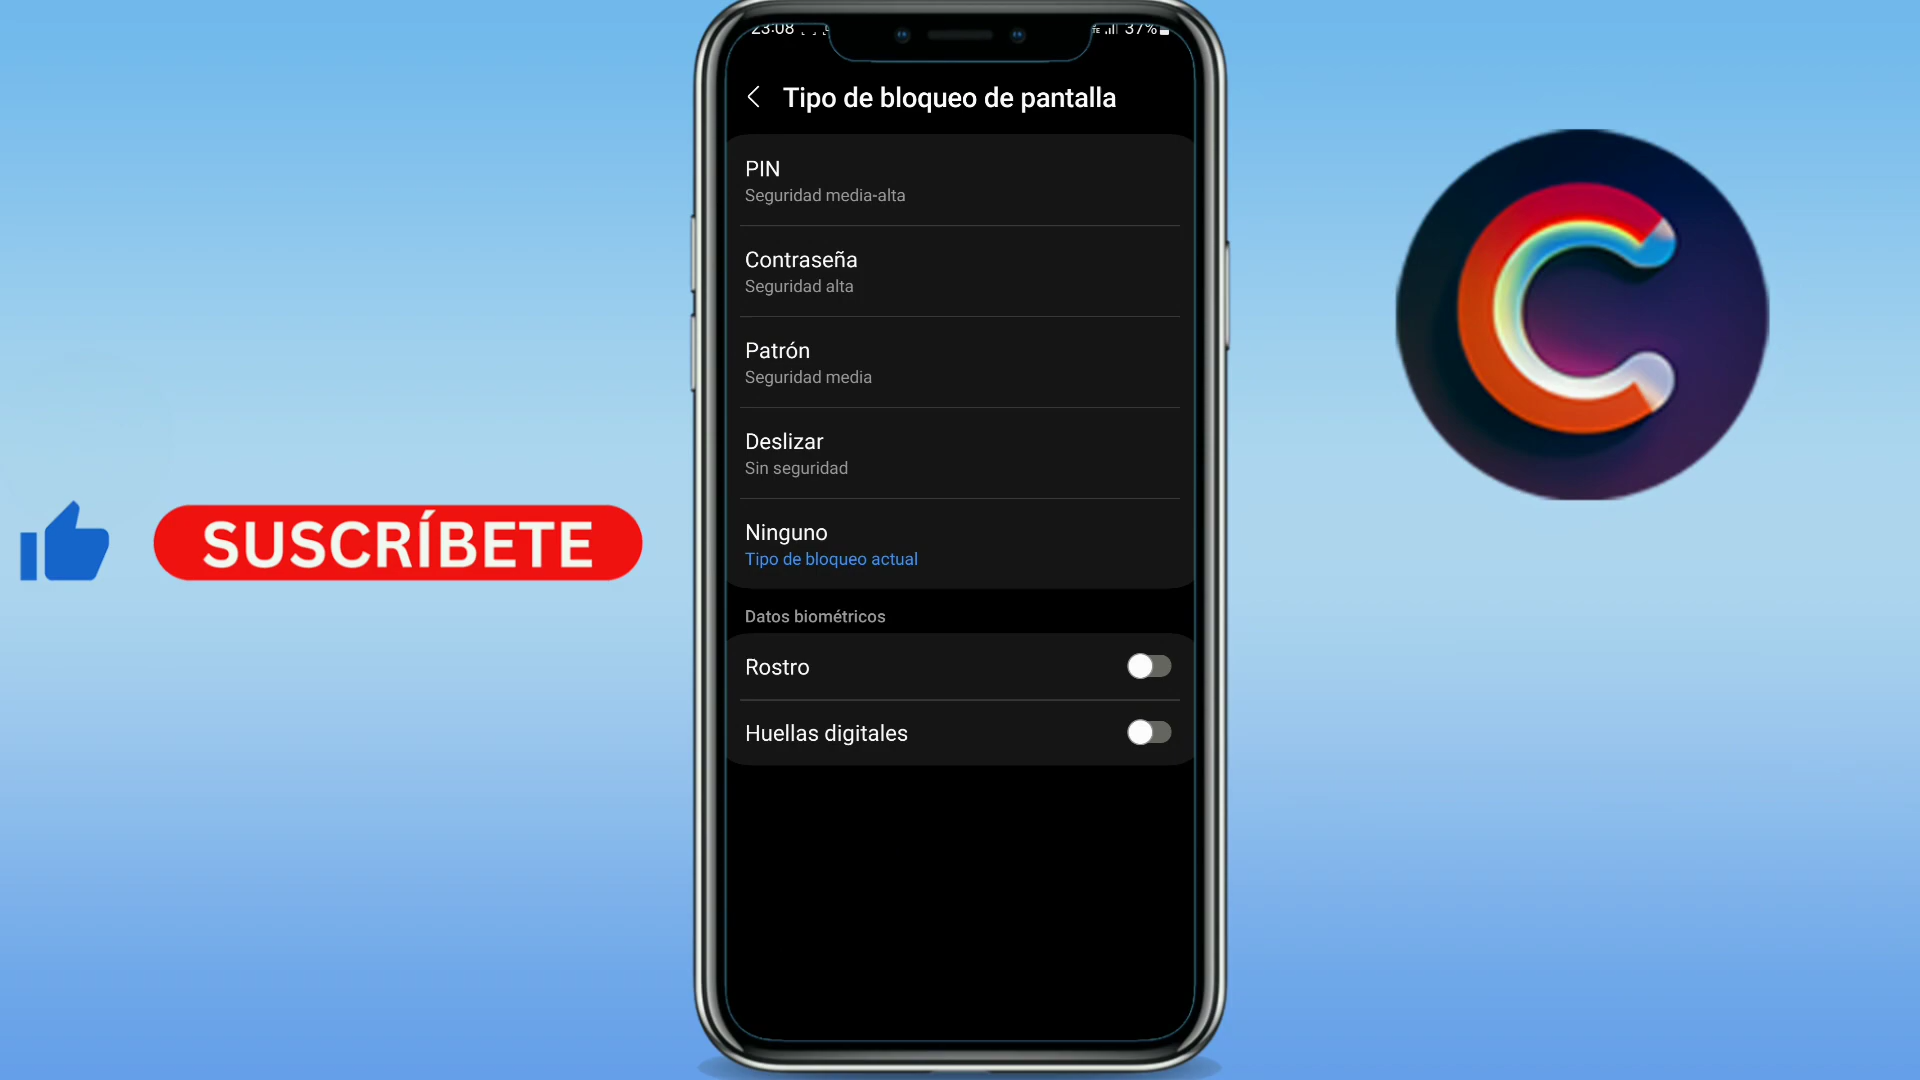 23:08
37%
Tipo de bloqueo de pantalla
PIN
Seguridad media-alta
Contraseña
Seguridad alta
Patrón
Seguridad media
Deslizar
Sin seguridad
Ninguno
Tipo de bloqueo actual
Datos biométricos
Rostro
Huellas digitales
SUSCRÍBETE
C